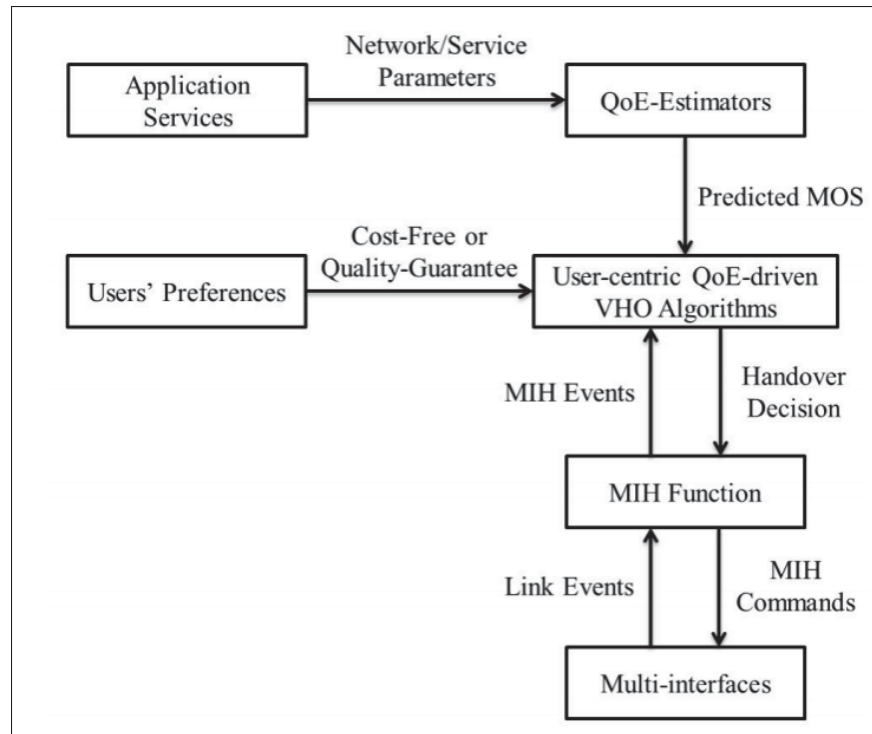 Network/Service
Parameters
Application
Services
QoE-Estimators
Predicted MOS
Cost-Free or
Quality-Guarantee
Users’ Preferences
User-centric QoE-driven
VHO Algorithms
MIH Events
Handover
Decision
MIH Function
Link Events
MIH
Commands
Multi-interfaces